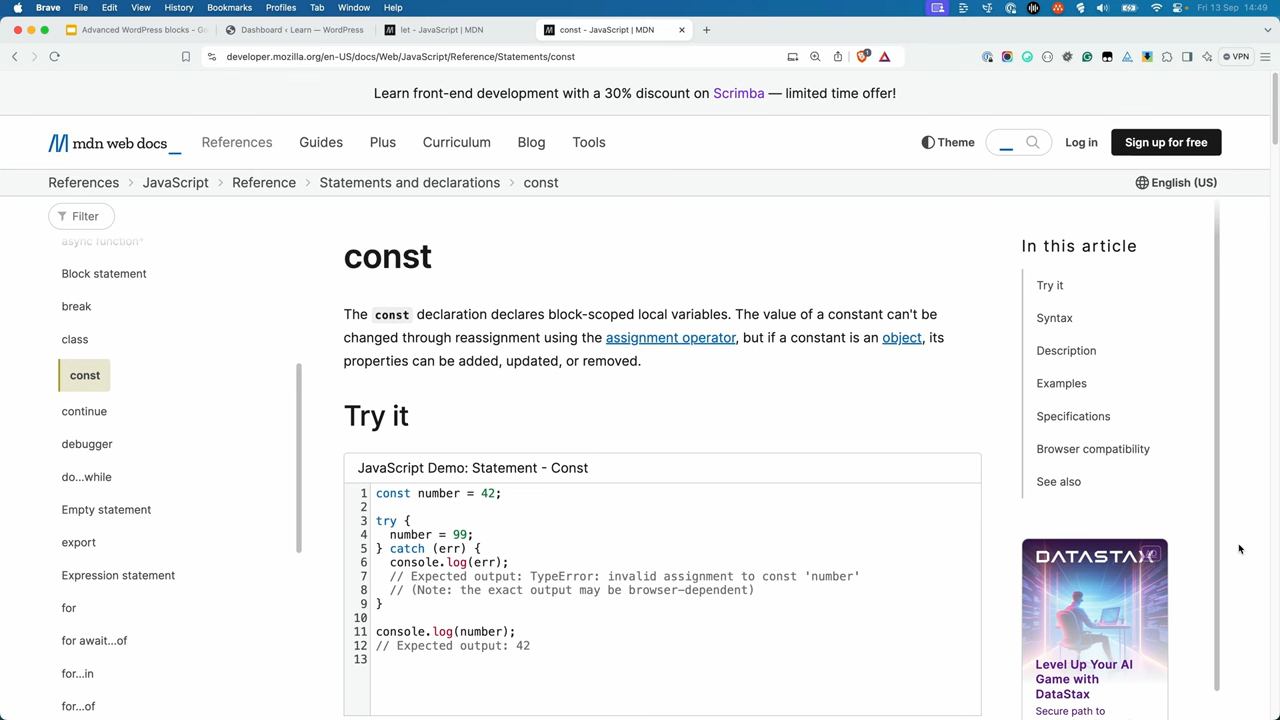 Brave File Edit View History Bookmarks Profiles Tab Window Help
Fri 13 Sep 14:49
Advanced WordPress blocks - Go
Dashboard ‹ Learn — WordPress
let - JavaScript | MDN
const - JavaScript | MDN
developer.mozilla.org/en-US/docs/Web/JavaScript/Reference/Statements/const
VPN
Learn front-end development with a 30% discount on Scrimba — limited time offer!
mdn web docs_
References Guides Plus Curriculum Blog Tools
Theme
Log in
Sign up for free
References > JavaScript > Reference > Statements and declarations > const
English (US)
Filter
async function*
Block statement
break
class
const
continue
debugger
do...while
Empty statement
export
Expression statement
for
for await...of
for...in
for...of
const
The const declaration declares block-scoped local variables. The value of a constant can't be
changed through reassignment using the assignment operator, but if a constant is an object, its
properties can be added, updated, or removed.
Try it
JavaScript Demo: Statement - Const
1 const number = 42;
2
3 try {
4   number = 99;
5 } catch (err) {
6   console.log(err);
7   // Expected output: TypeError: invalid assignment to const 'number'
8   // (Note: the exact output may be browser-dependent)
9 }
10
11 console.log(number);
12 // Expected output: 42
13
In this article
Try it
Syntax
Description
Examples
Specifications
Browser compatibility
See also
DATASTAX
Level Up Your AI
Game with
DataStax
Secure path to